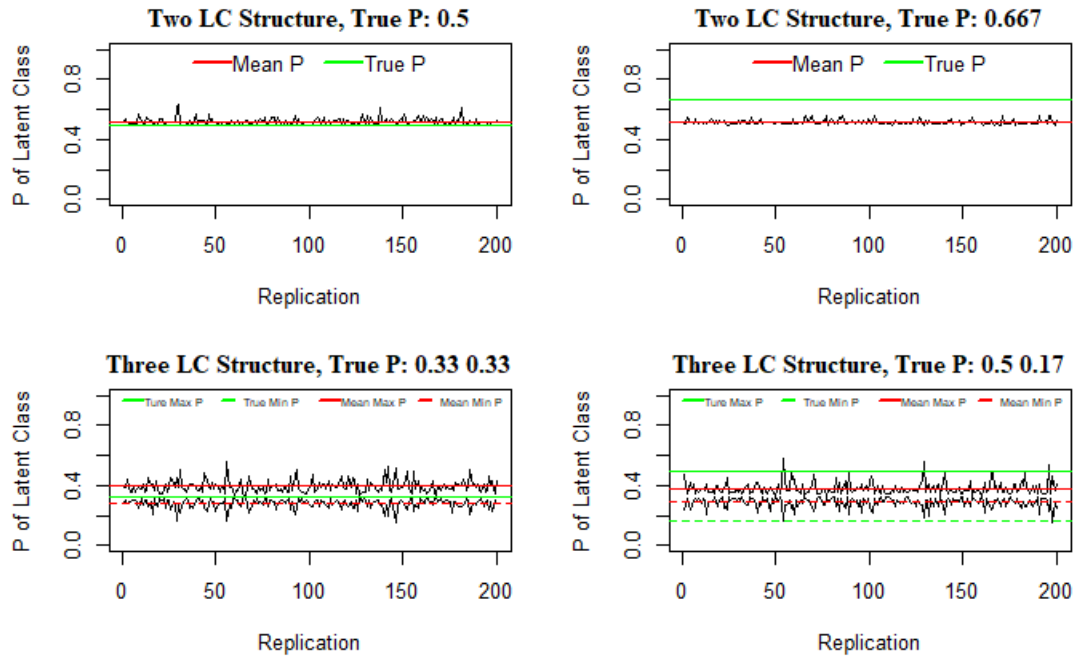 Two LC Structure, True P: 0.5
P of Latent Class
0.0 0.4 0.8
Mean P True P
0 50 100 150 200
Replication
Two LC Structure, True P: 0.667
P of Latent Class
0.0 0.4 0.8
Mean P True P
0 50 100 150 200
Replication
Three LC Structure, True P: 0.33 0.33
P of Latent Class
0.0 0.4 0.8
Ture Max P True Min P Mean Max P Mean Min P
0 50 100 150 200
Replication
Three LC Structure, True P: 0.5 0.17
P of Latent Class
0.0 0.4 0.8
Ture Max P True Min P Mean Max P Mean Min P
0 50 100 150 200
Replication